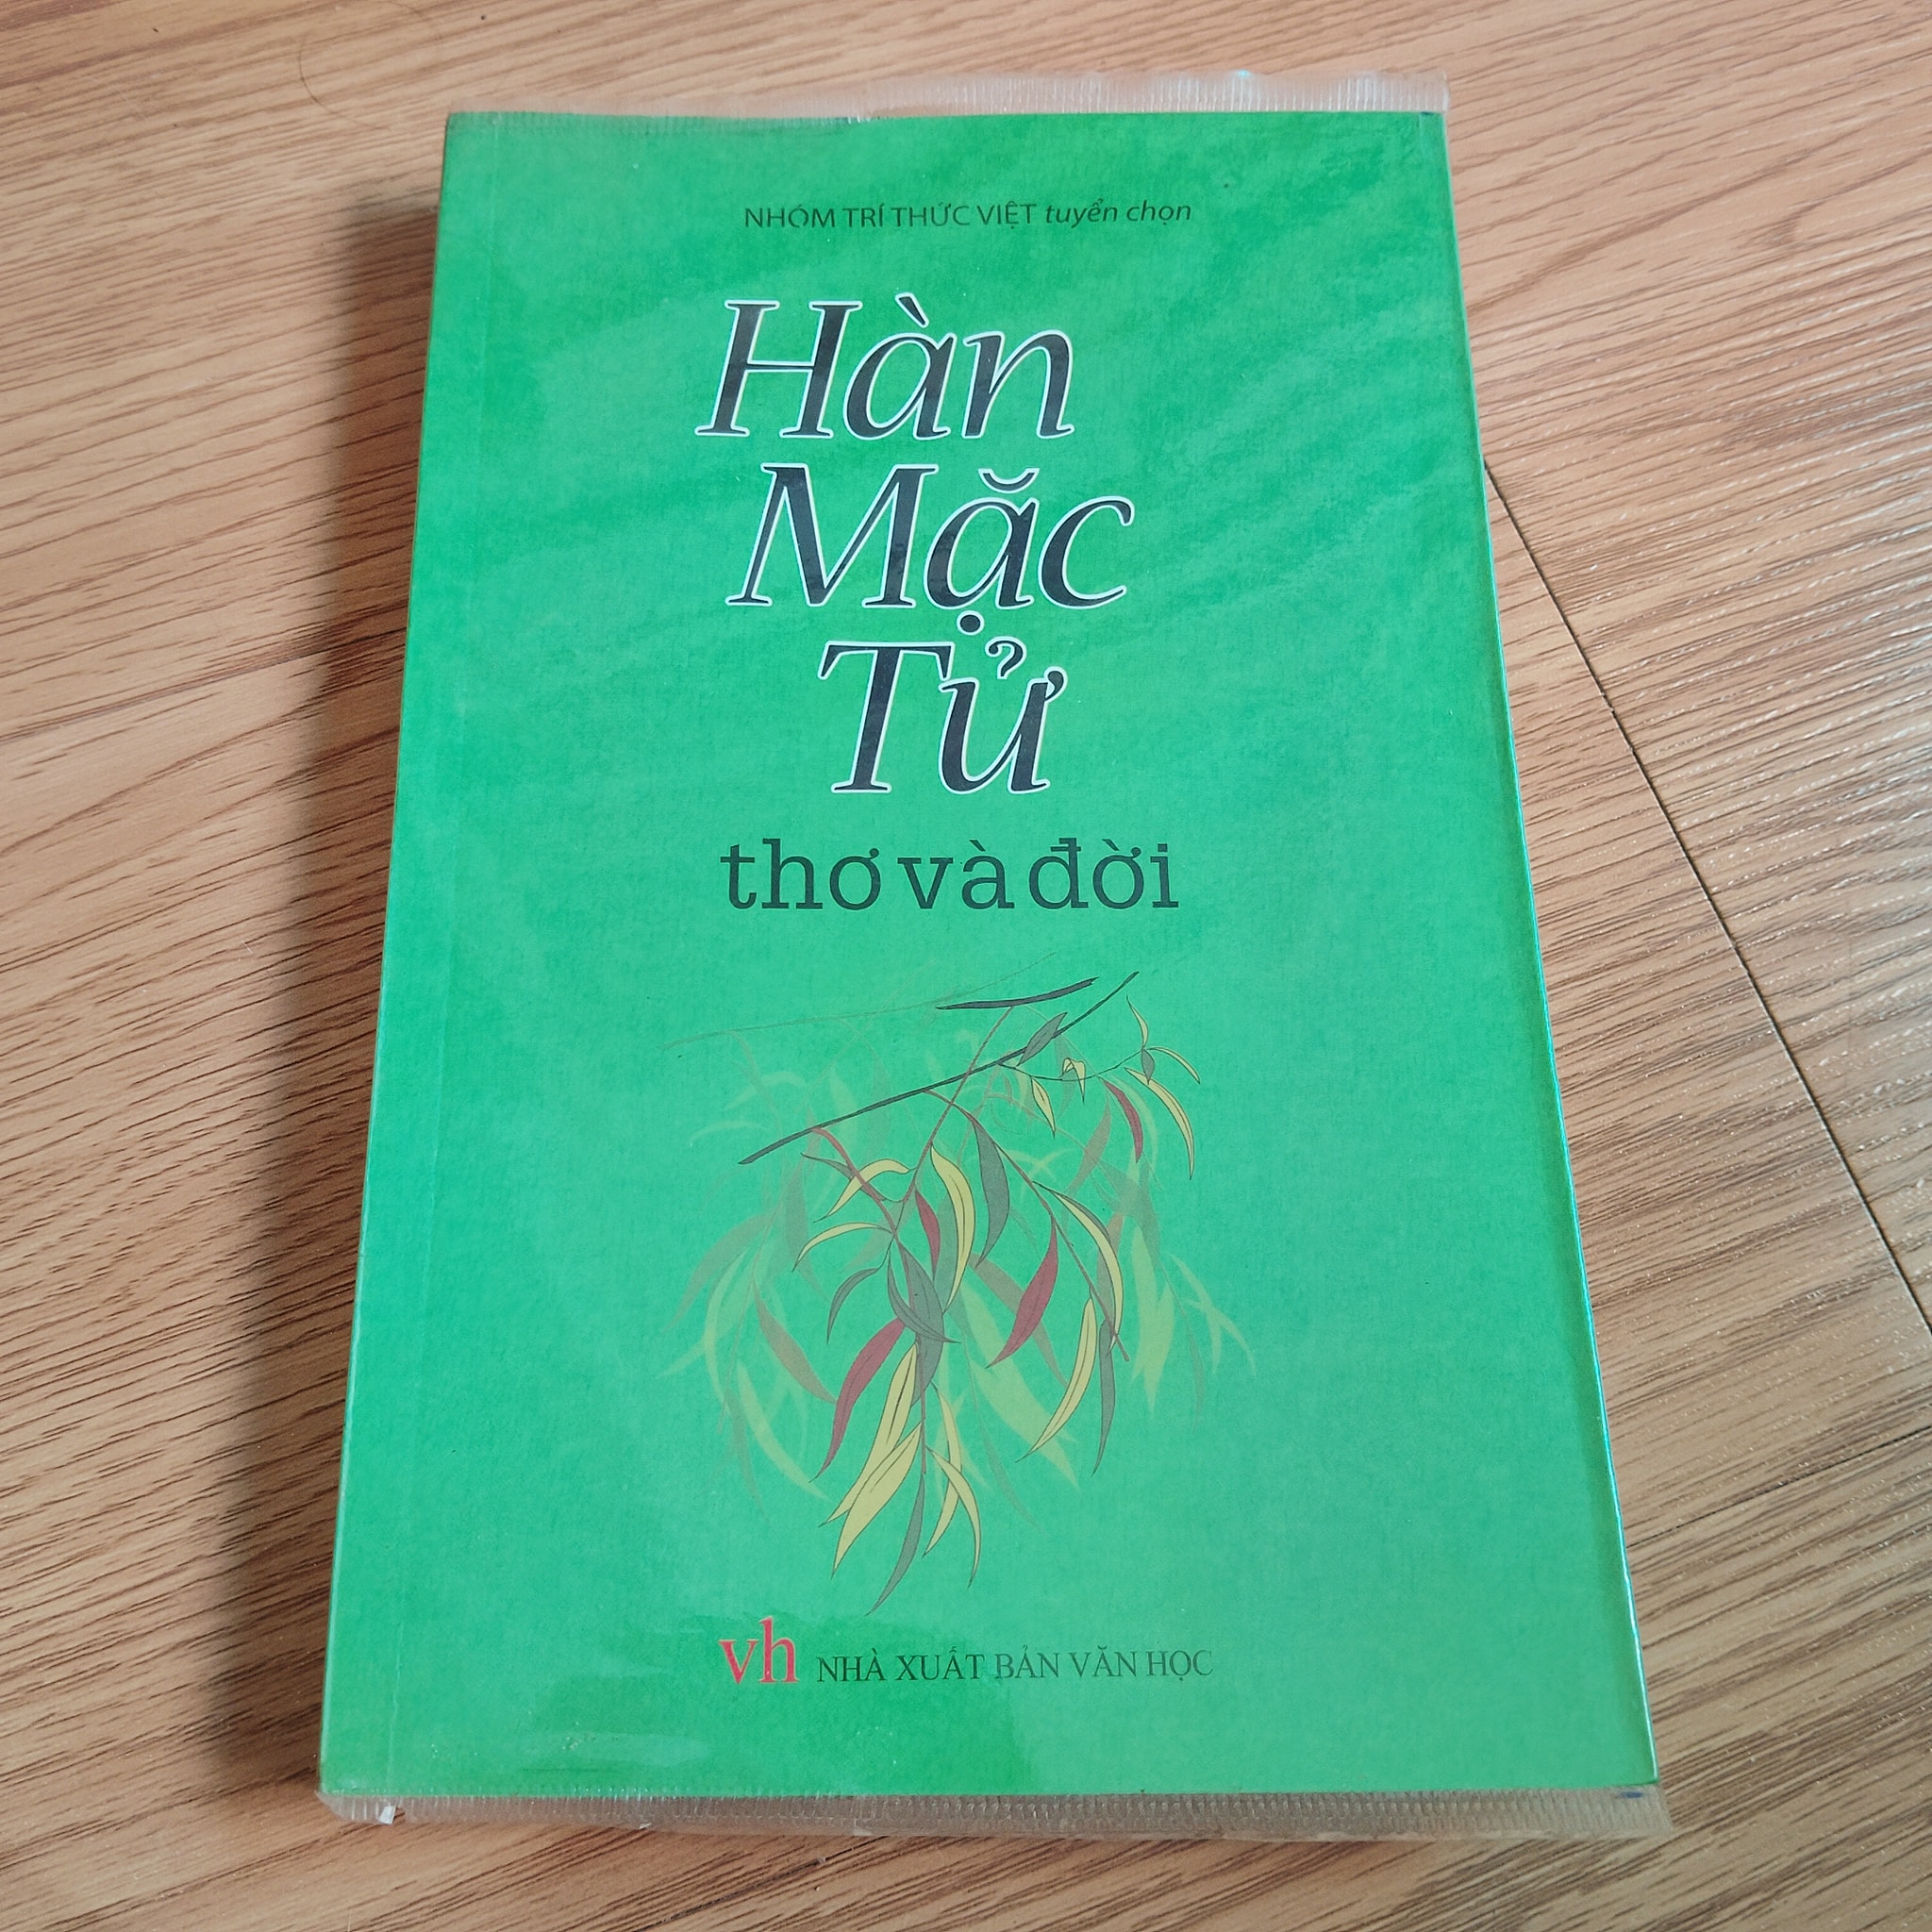 NHÓM TRÍ THỨC VIỆT tuyển chọn
Hàn
Mặc
Tử
thơ và đời
vh NHÀ XUẤT BẢN VĂN HỌC